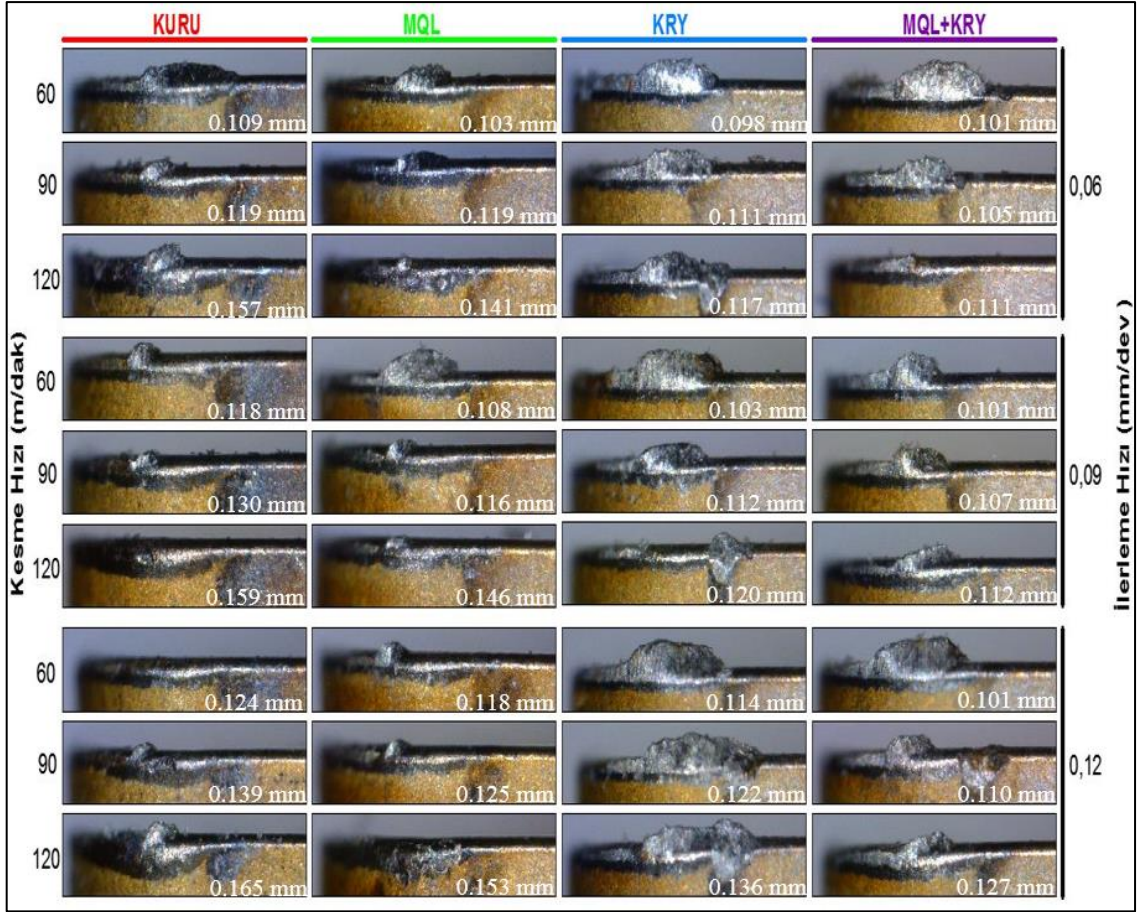 KURU MQL KRY MQL+KRY
60 0.109 mm 0.103 mm 0.098 mm 0.101 mm
90 0.119 mm 0.119 mm 0.111 mm 0.105 mm
0,06
120 0.157 mm 0.141 mm 0.117 mm 0.111 mm
60 0.118 mm 0.108 mm 0.103 mm 0.101 mm
90 0.130 mm 0.116 mm 0.112 mm 0.107 mm
0,09
120 0.159 mm 0.146 mm 0.120 mm 0.112 mm
60 0.124 mm 0.118 mm 0.114 mm 0.101 mm
90 0.139 mm 0.125 mm 0.122 mm 0.110 mm
0,12
120 0.165 mm 0.153 mm 0.136 mm 0.127 mm
Kesme Hızı (m/dak)
İlerleme Hızı (mm/dev )